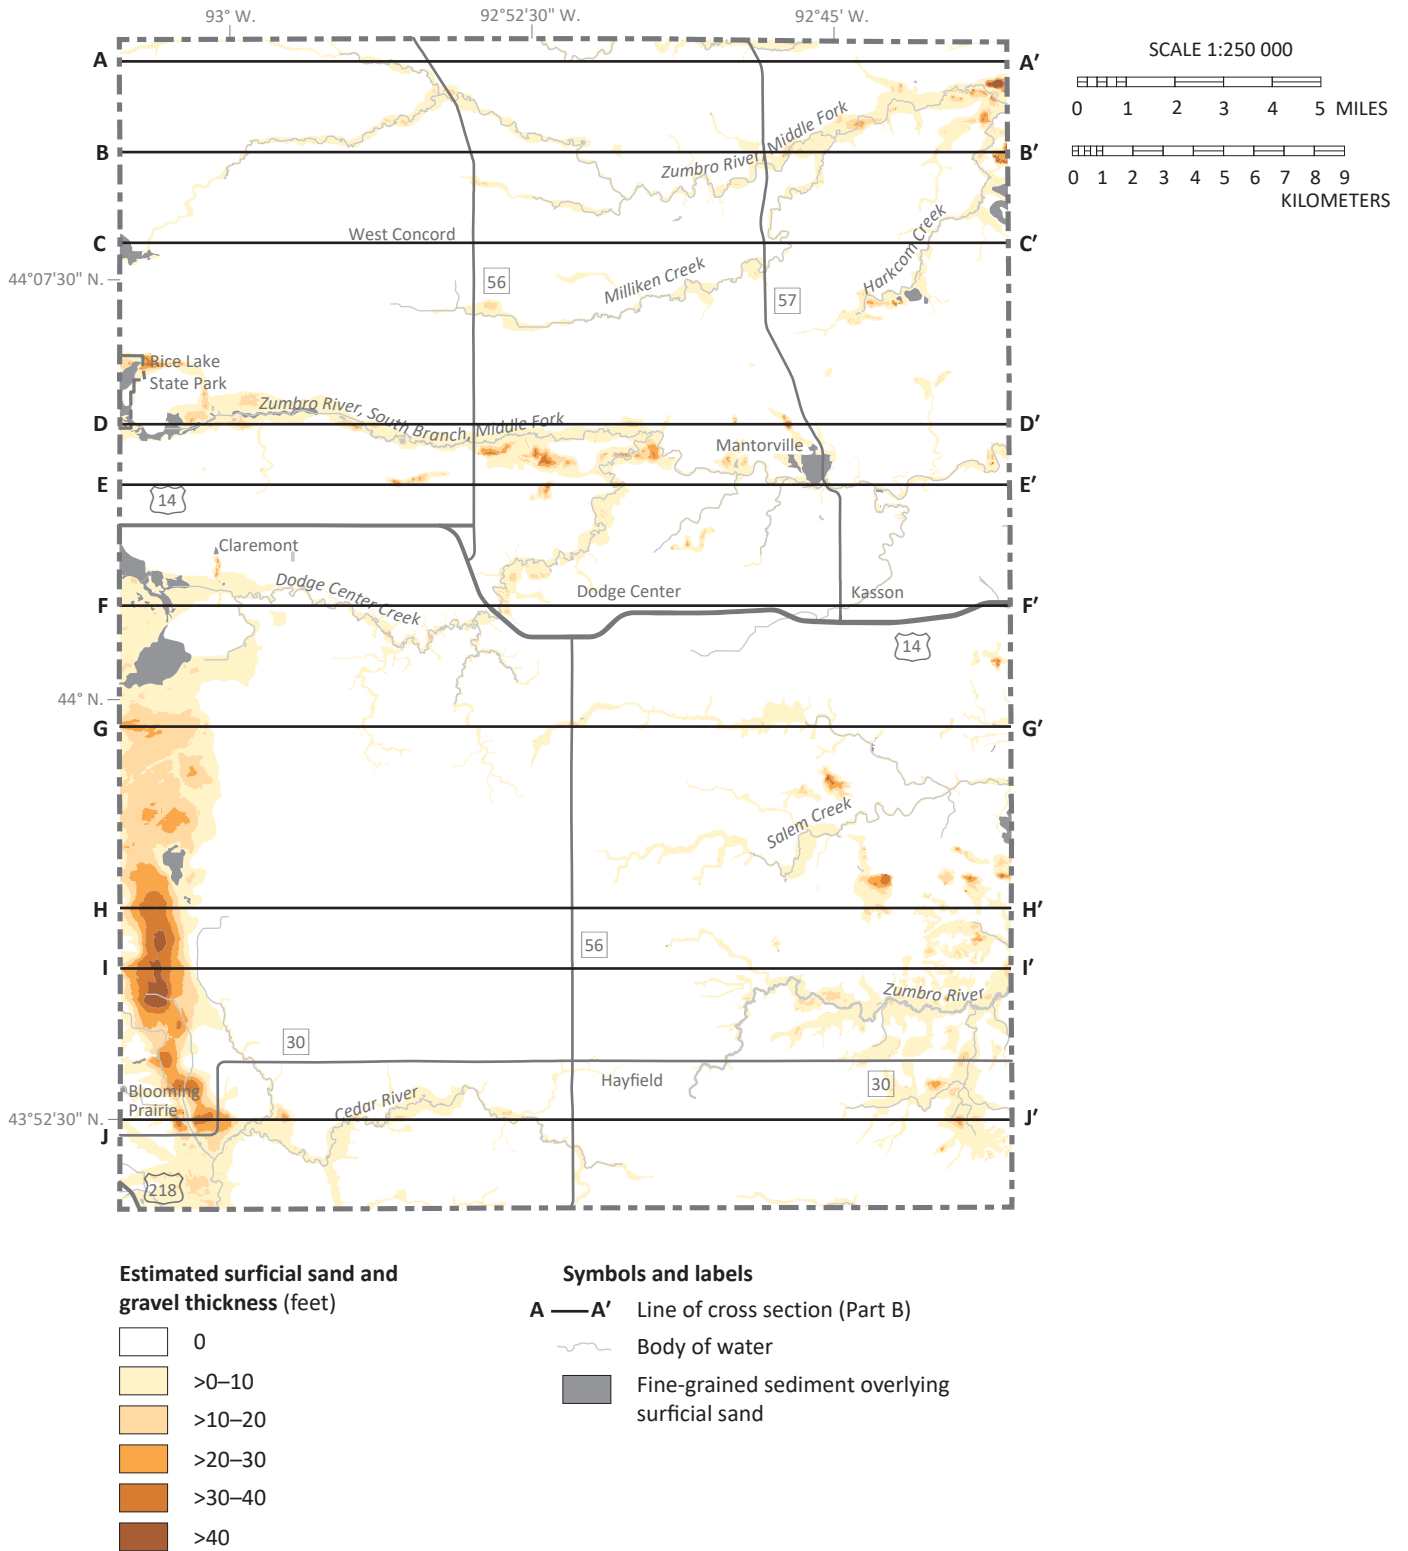 93° W.
92°52'30" W.
92°45' W.
SCALE 1:250 000
0 1 2 3 4 5 MILES
0 1 2 3 4 5 6 7 8 9
KILOMETERS
A
A′
Zumbro River, Middle Fork
B
B′
West Concord
C
C′
Harkcom Creek
44°07'30" N.
56
Milliken Creek
57
Rice Lake
State Park
Zumbro River, South Branch, Middle Fork
D
D′
Mantorville
E
E′
14
Claremont
Dodge Center Creek
Dodge Center
Kasson
F
F′
14
44° N.
G
G′
Salem Creek
H
H′
56
I
I′
Zumbro River
30
Blooming
Prairie
Hayfield
30
Cedar River
43°52'30" N.
J
J′
218
Estimated surficial sand and
gravel thickness (feet)
0
>0–10
>10–20
>20–30
>30–40
>40
Symbols and labels
A A′ Line of cross section (Part B)
Body of water
Fine-grained sediment overlying
surficial sand